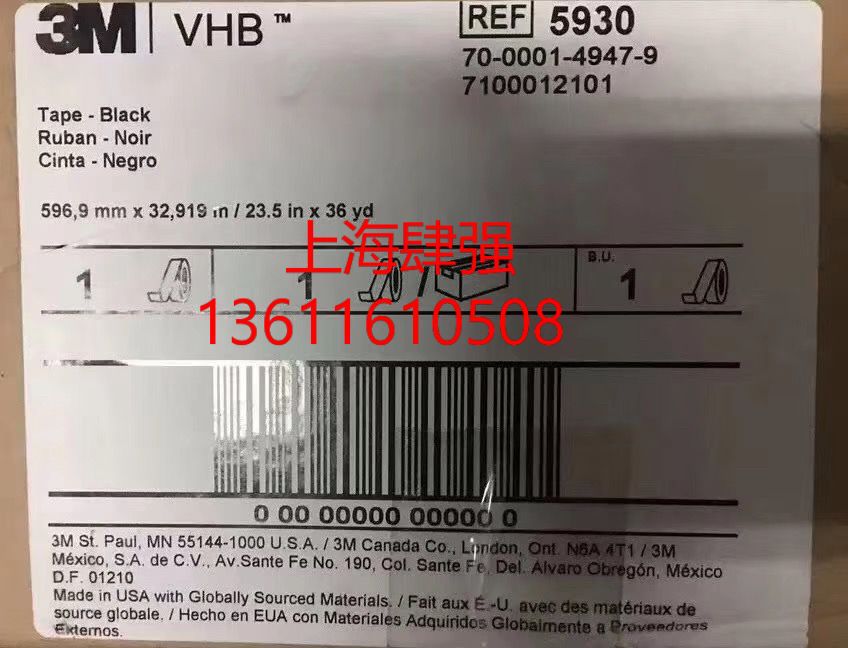 3M VHB™
REF 5930
70-0001-4947-9
7100012101
Tape - Black
Ruban - Noir
Cinta - Negro
596,9 mm x 32,919 m / 23.5 in x 36 yd
上海肆强
1 1 / B.U. 1
13611610508
0 00 00000 00000 0
3M St. Paul, MN 55144-1000 U.S.A. / 3M Canada Co., London, Ont. N6A 4T1 / 3M
México, S.A. de C.V., Av.Sante Fe No. 190, Col. Sante Fe, Del. Alvaro Obregón, México
D.F. 01210
Made in USA with Globally Sourced Materials. / Fait aux É.-U. avec des matériaux de
source globale. / Hecho en EUA con Materiales Adquiridos Globalmente a Proveedores
Externos.